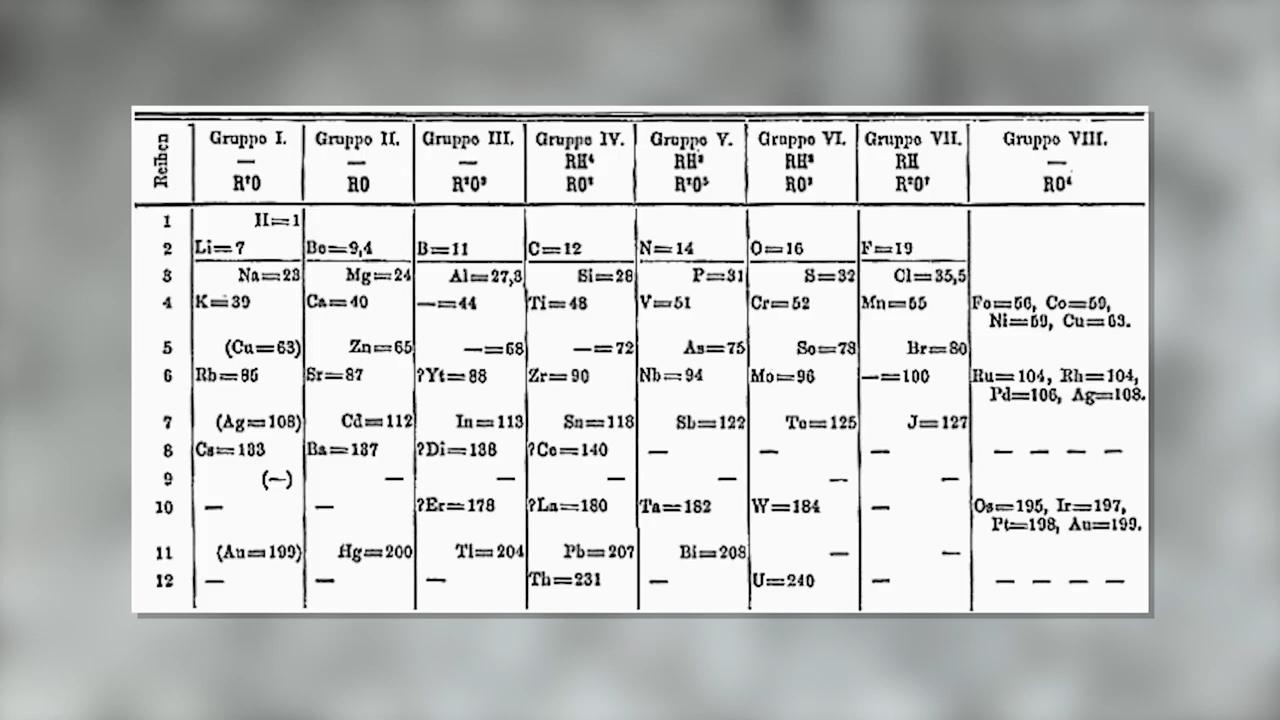 Reihen Gruppo I. Gruppo II. Gruppo III. Gruppo IV. Gruppo V. Gruppo VI. Gruppo VII. Gruppo VIII.
— — — RH⁴ RH³ RH² RH —
R²O RO R²O³ RO² R²O⁵ RO³ R²O⁷ RO⁴
1 H=1
2 Li=7 Be=9,4 B=11 C=12 N=14 O=16 F=19
3 Na=23 Mg=24 Al=27,3 Si=28 P=31 S=32 Cl=35,5
4 K=39 Ca=40 —=44 Ti=48 V=51 Cr=52 Mn=55 Fe=56, Co=59,
Ni=59, Cu=63.
5 (Cu=63) Zn=65 —=68 —=72 As=75 Se=78 Br=80
6 Rb=85 Sr=87 ?Yt=88 Zr=90 Nb=94 Mo=96 —=100 Ru=104, Rh=104,
Pd=106, Ag=108.
7 (Ag=108) Cd=112 In=113 Sn=118 Sb=122 Te=125 J=127
8 Cs=133 Ba=137 ?Di=138 ?Ce=140 — — — — — — —
9 (—) — — — — — —
10 — — ?Er=178 ?La=180 Ta=182 W=184 — Os=195, Ir=197,
Pt=198, Au=199.
11 (Au=199) Hg=200 Tl=204 Pb=207 Bi=208 — —
12 — — — Th=231 — U=240 — — — — —